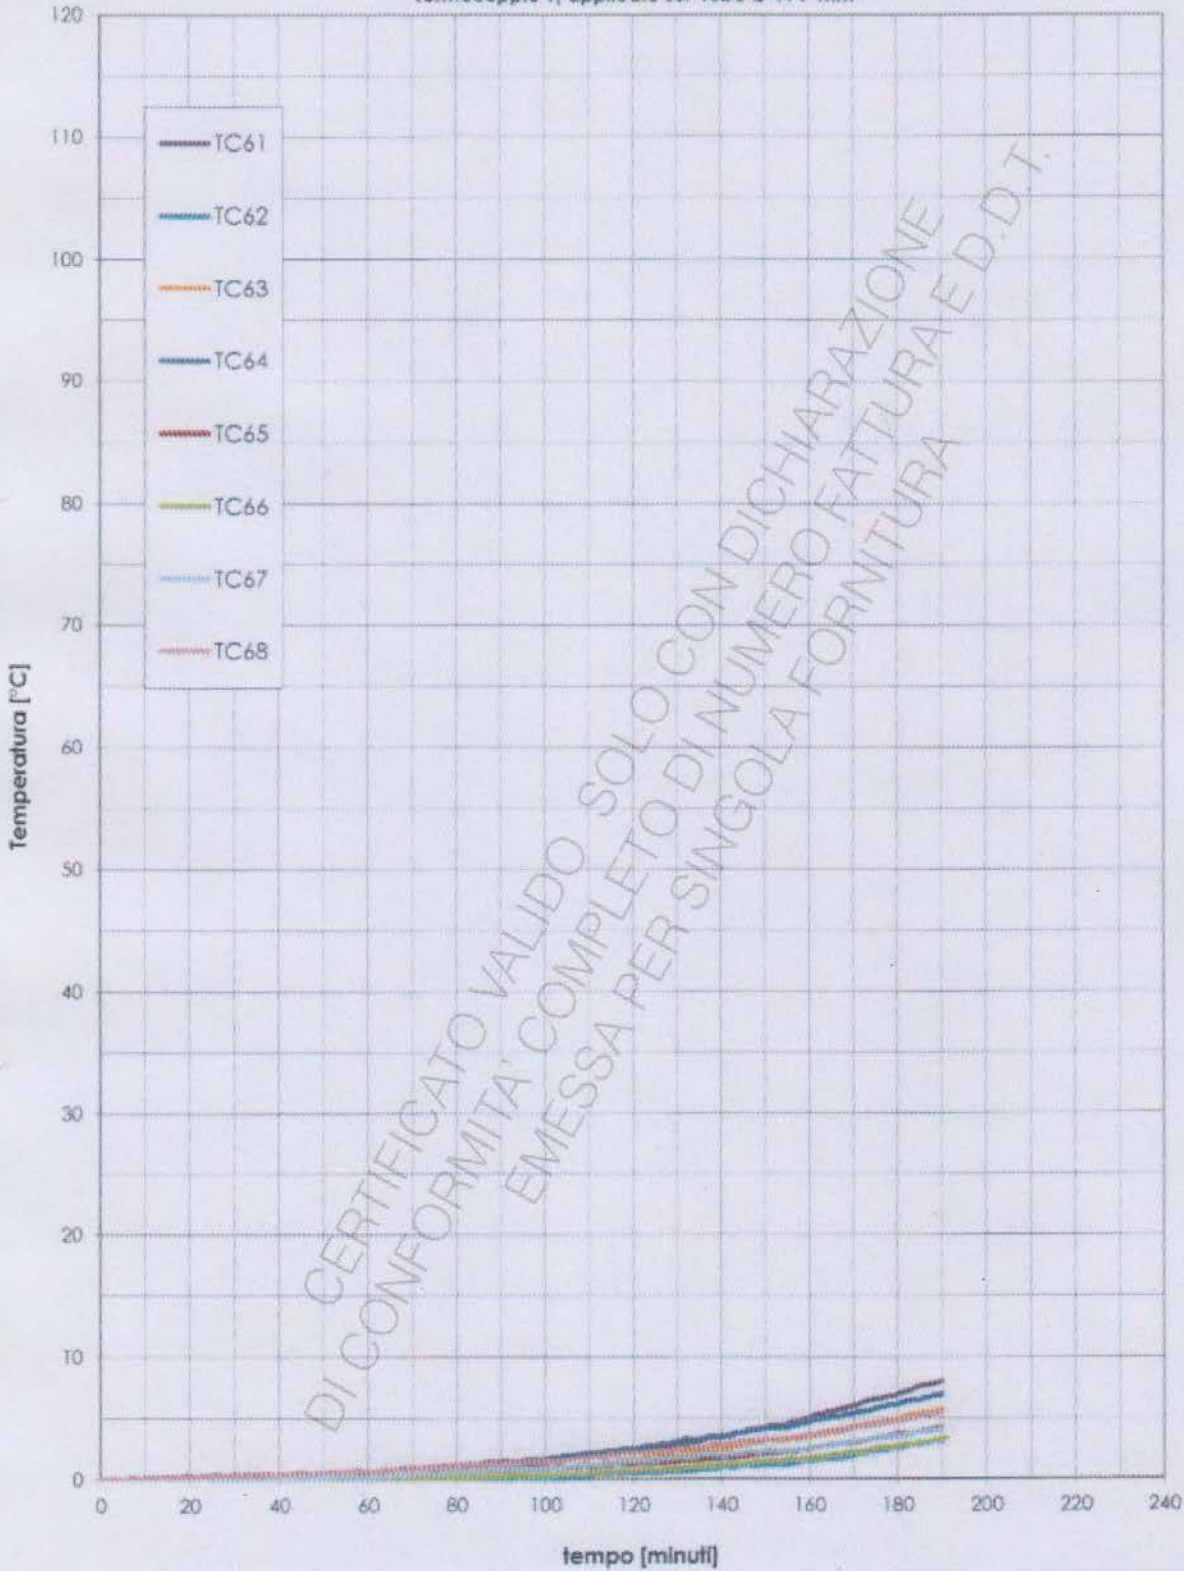 120
110
100
90
80
70
60
50
40
30
20
10
0
TC61
TC62
TC63
TC64
TC65
TC66
TC67
TC68
Temperatura [°C]
CERTIFICATO VALIDO SOLO CON DICHIARAZIONE
DI CONFORMITA' COMPLETO DI NUMERO FATTURA E D.D.T.
EMESSA PER SINGOLA FORNITURA
0 20 40 60 80 100 120 140 160 180 200 220 240
tempo [minuti]